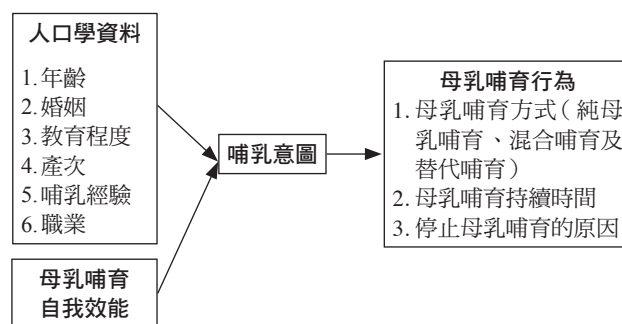 人口學資料
1.年齡
2.婚姻
3.教育程度
4.產次
5.哺乳經驗
6.職業
母乳哺育
自我效能
哺乳意圖
母乳哺育行為
1.母乳哺育方式（純母
乳哺育、混合哺育及
替代哺育）
2.母乳哺育持續時間
3.停止母乳哺育的原因